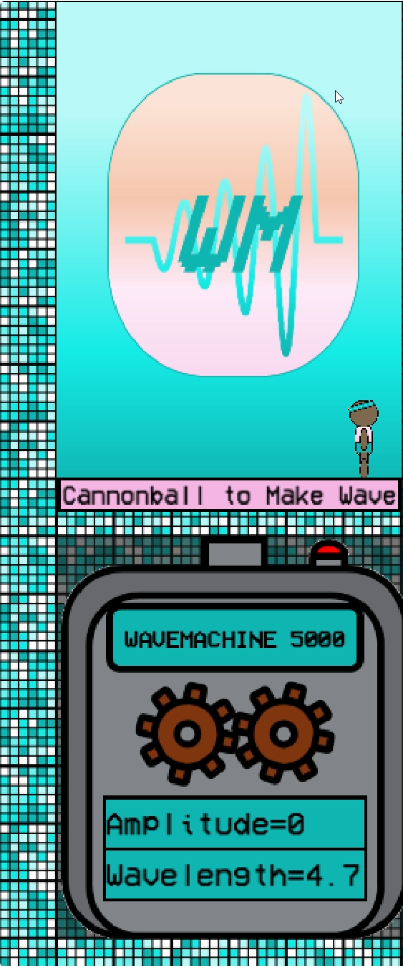 WM
Cannonball to Make Wave
WAVEMACHINE 5000
Amplitude=0
Wavelength=4.7